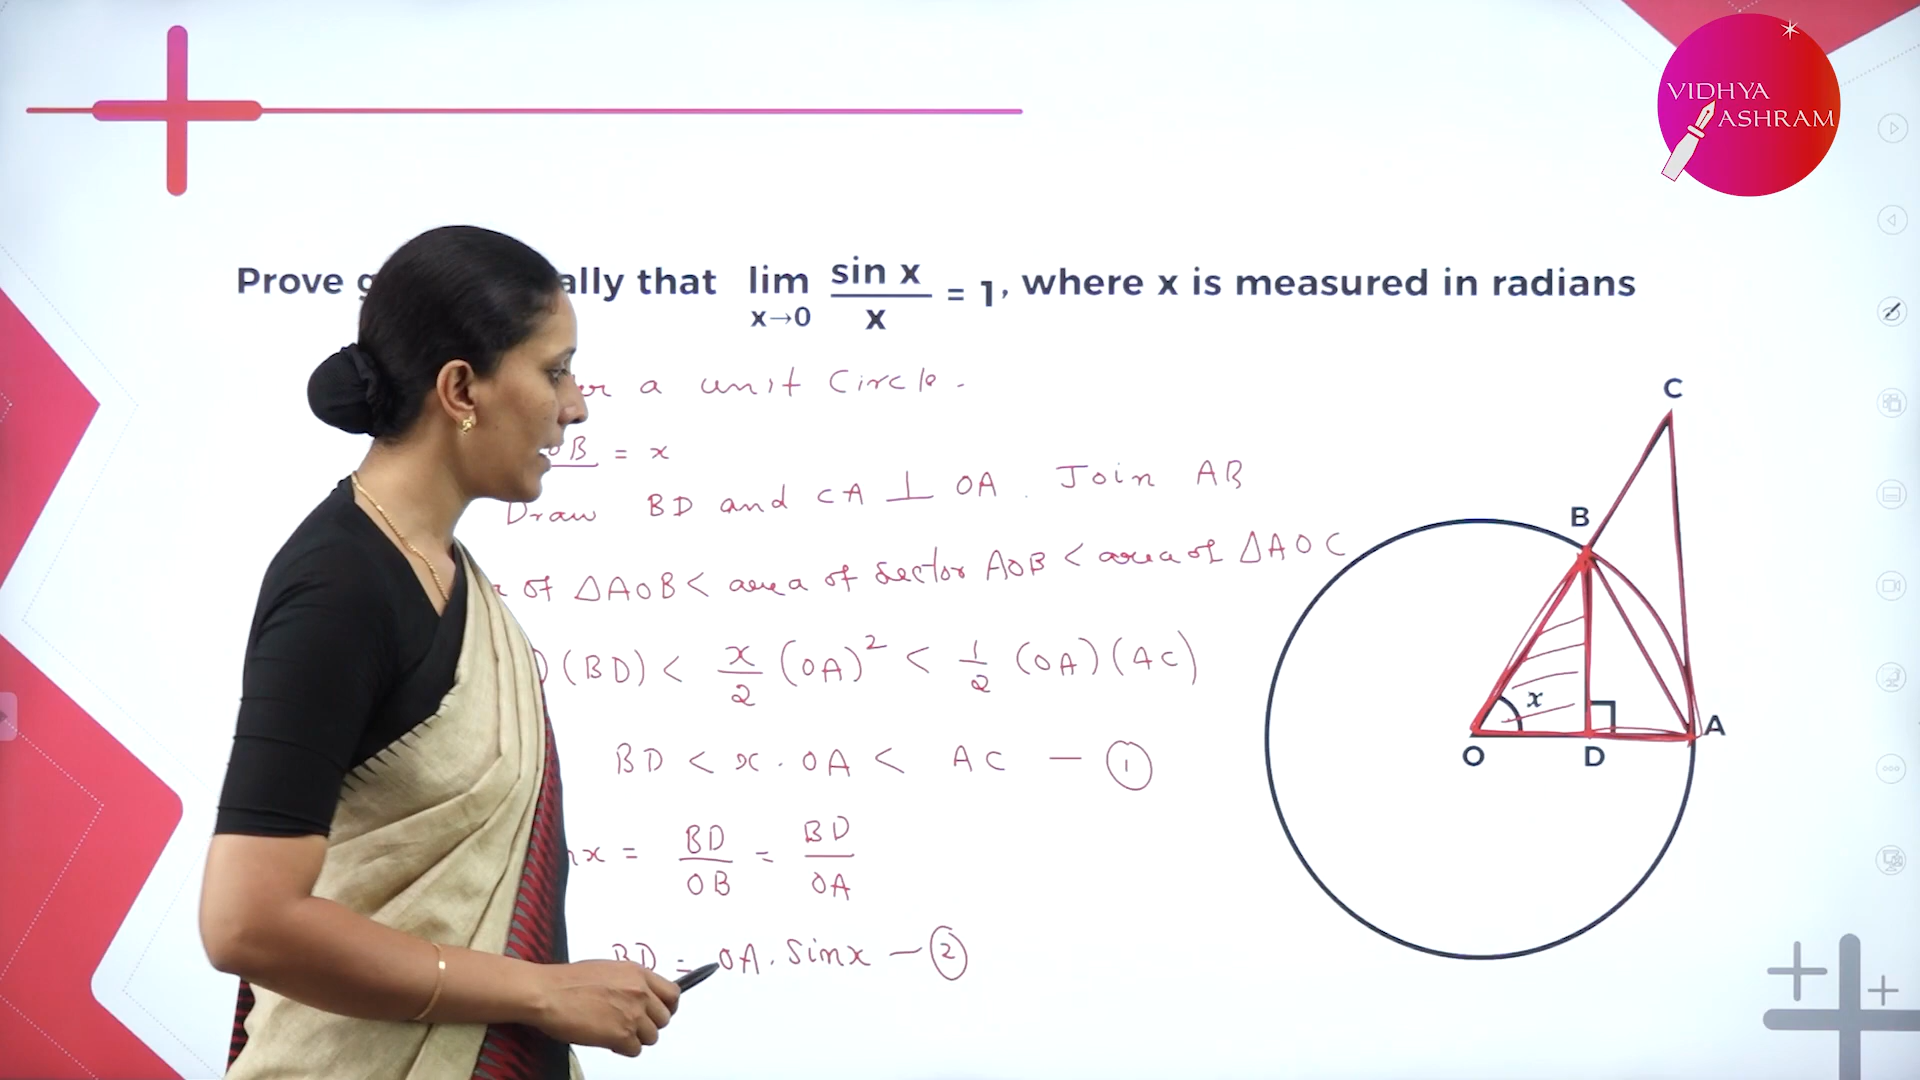 VIDHYA
ASHRAM
Prove g ally that lim x→0 sin x / x = 1, where x is measured in radians
a unit Circle.
OB = x
Draw BD and CA ⊥ OA. Join AB
of ΔAOB < area of sector AOB < area of ΔAOC
(BD) < x/2 (OA)² < 1/2 (OA)(AC)
BD < x . OA < AC — ①
x = BD/OB = BD/OA
BD = OA. Sinx — ②
C
B
x
A
O
D